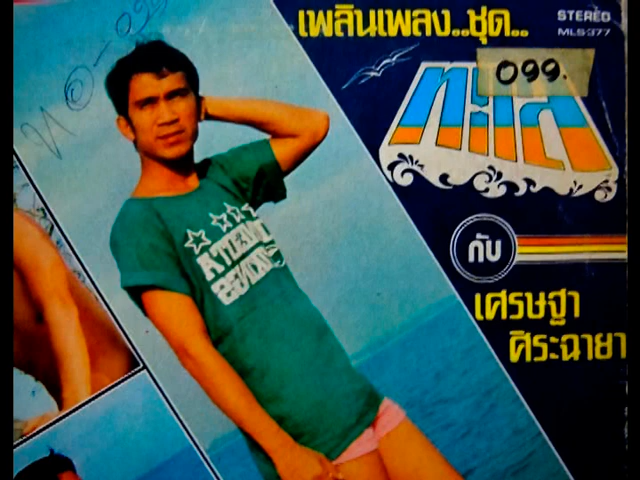 เพลินเพลง..ชุด..
STEREO
MLS377
099.
ทะเล
กับ
เศรษฐา
ศิระฉายา